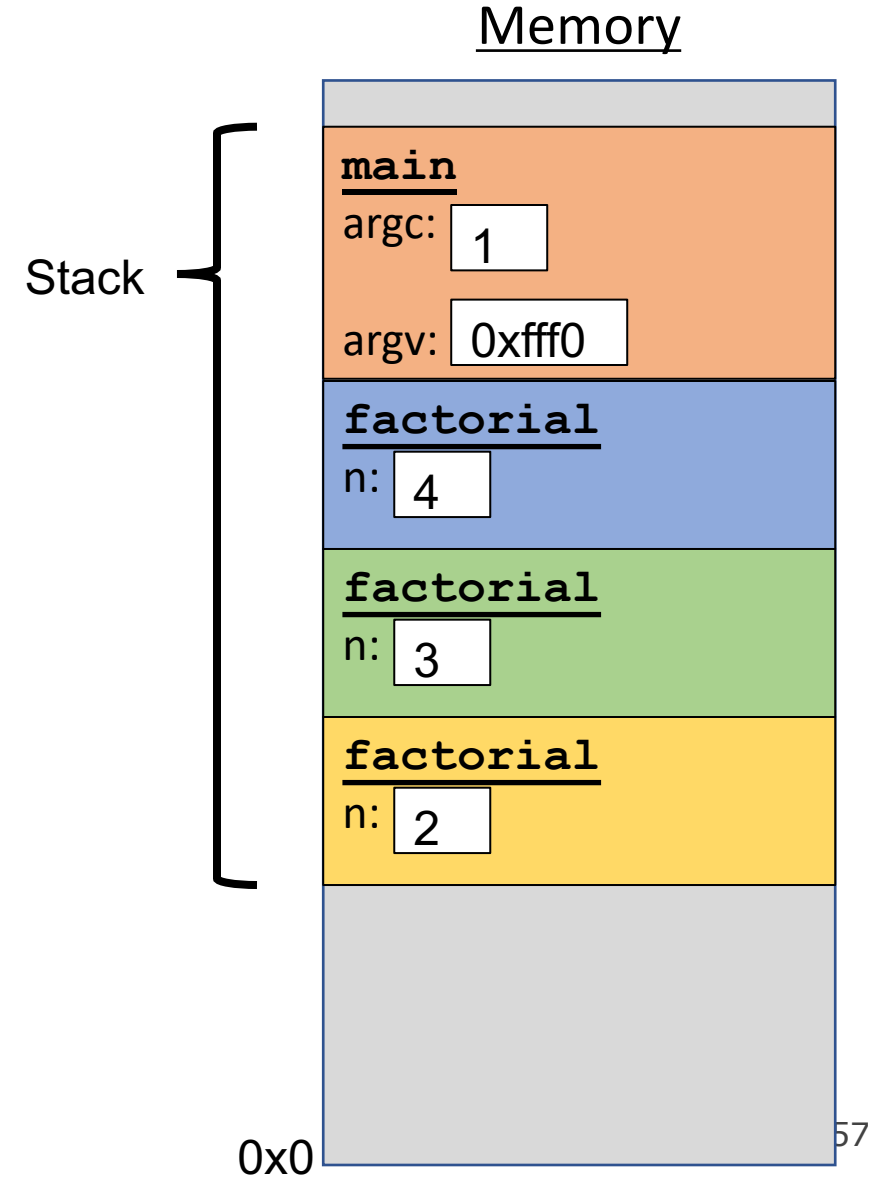 Memory
main
argc: 1
Stack
argv: 0xfff0
factorial
n: 4
factorial
n: 3
factorial
n: 2
57
0x0